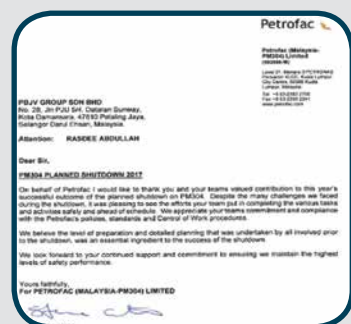 Petrofac
Petrofac (Malaysia-
PM304) Limited
Lumpur, Malaysia
www.petrofac.com
PBJV GROUP SDN BHD
No. 28, Jln PJU 5/4, Dataran Sunway,
Kota Damansara, 47810 Petaling Jaya,
Selangor Darul Ehsan, Malaysia.
Attention: RASDEE ABDULLAH
Dear Sir,
PM304 PLANNED SHUTDOWN 2017
On behalf of Petrofac I would like to thank you and your teams valued contribution to this year's
successful outcome of the planned shutdown on PM304. Despite the many challenges we faced
during the shutdown, it was pleasing to see the efforts your team put in completing the various tasks
and activities safely and ahead of schedule. We appreciate your teams commitment and compliance
with the Petrofac's policies, standards and Control of Work procedures.
We believe the level of preparation and detailed planning that was undertaken by all involved prior
to the shutdown, was an essential ingredient to the success of the shutdown.
We look forward to your continued support and commitment to ensuring we maintain the highest
levels of safety performance.
Yours faithfully,
For PETROFAC (MALAYSIA-PM304) LIMITED